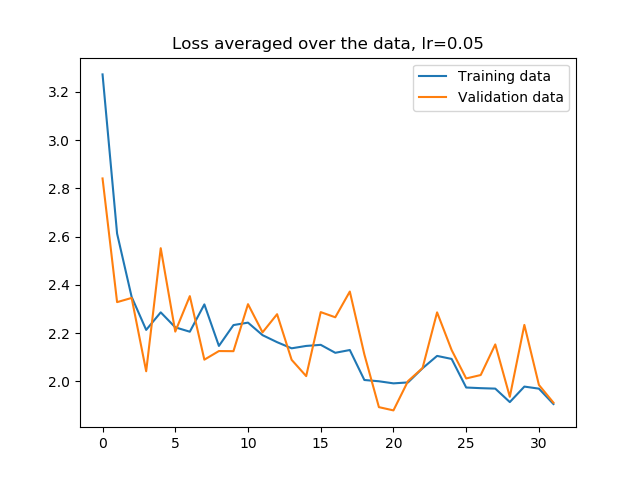 Loss averaged over the data, lr=0.05
Training data
Validation data
3.2
3.0
2.8
2.6
2.4
2.2
2.0
0 5 10 15 20 25 30